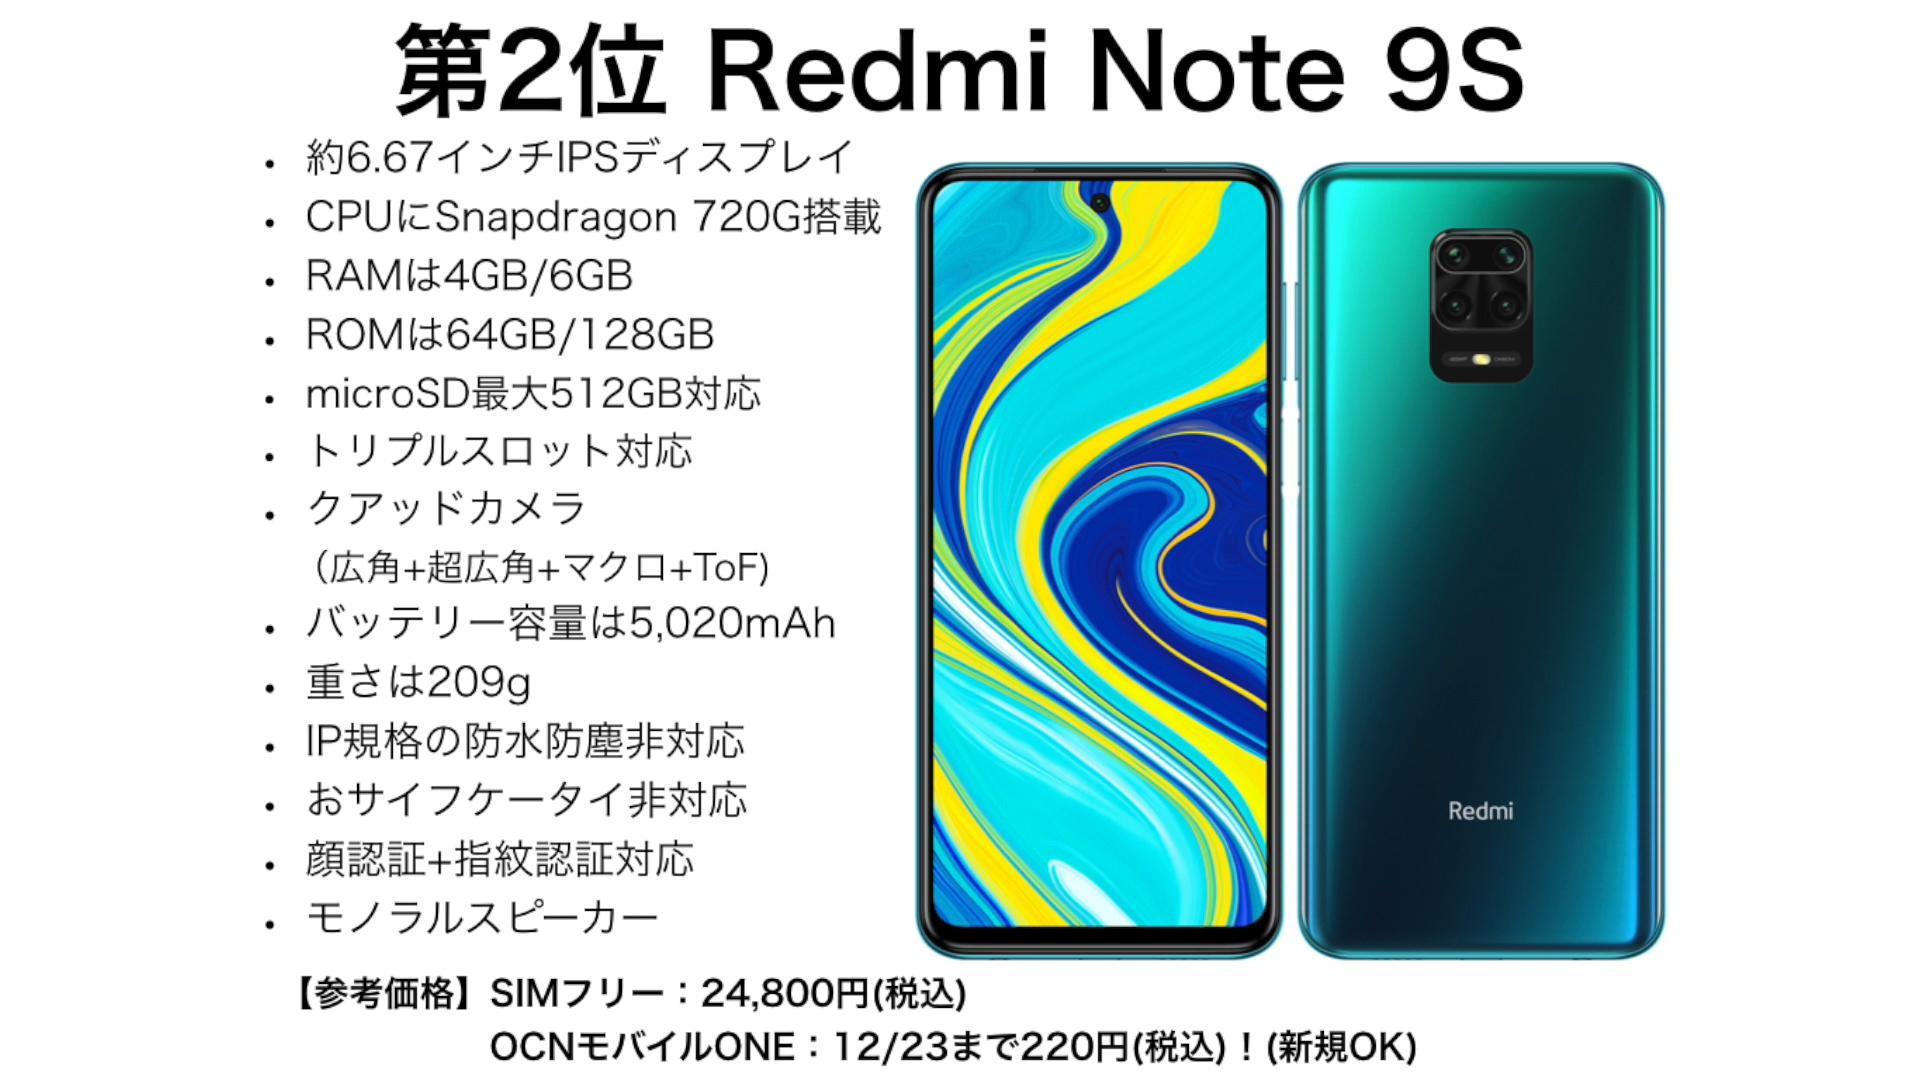 第2位 Redmi Note 9S
・ 約6.67インチIPSディスプレイ
・ CPUにSnapdragon 720G搭載
・ RAMは4GB/6GB
・ ROMは64GB/128GB
・ microSD最大512GB対応
・ トリプルスロット対応
・ クアッドカメラ
（広角+超広角+マクロ+ToF)
・ バッテリー容量は5,020mAh
・ 重さは209g
・ IP規格の防水防塵非対応
・ おサイフケータイ非対応
・ 顔認証+指紋認証対応
・ モノラルスピーカー
Redmi
【参考価格】SIMフリー：24,800円(税込)
OCNモバイルONE：12/23まで220円(税込)！(新規OK)